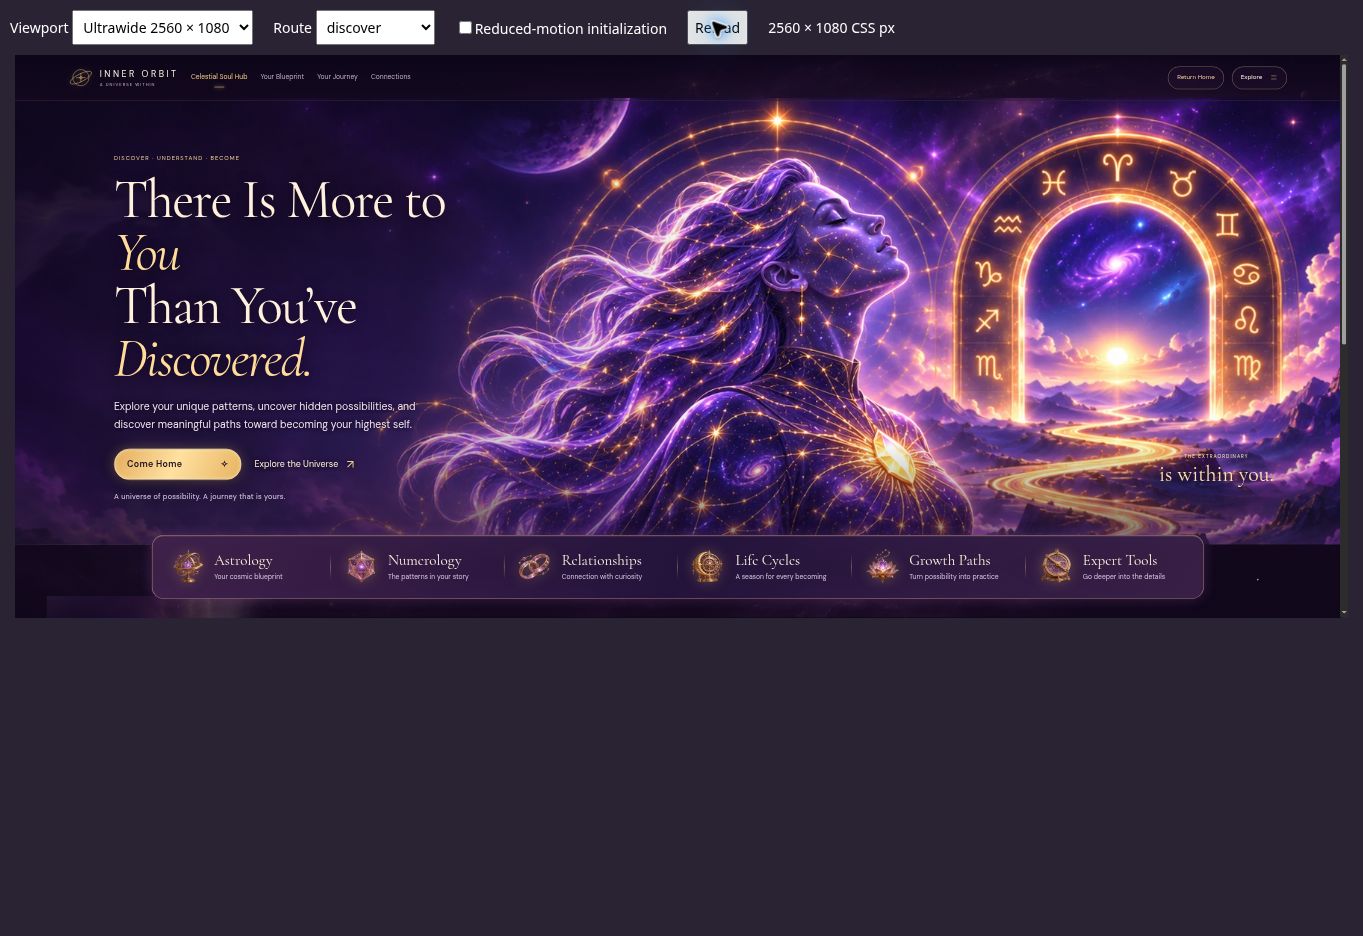 Viewport Ultrawide 2560 × 1080 Route discover Reduced-motion initialization 2560 × 1080 CSS px
INNER ORBIT
A UNIVERSE WITHIN
Celestial Soul Hub Your Blueprint Your Journey Connections Return Home Explore
DISCOVER · UNDERSTAND · BECOME
There Is More to
You
Than You’ve
Discovered.
Explore your unique patterns, uncover hidden possibilities, and
discover meaningful paths toward becoming your highest self.
Come Home Explore the Universe
A universe of possibility. A journey that is yours.
THE EXTRAORDINARY
is within you.
Astrology
Your cosmic blueprint
Numerology
The patterns in your story
Relationships
Connection with curiosity
Life Cycles
A season for every becoming
Growth Paths
Turn possibility into practice
Expert Tools
Go deeper into the details